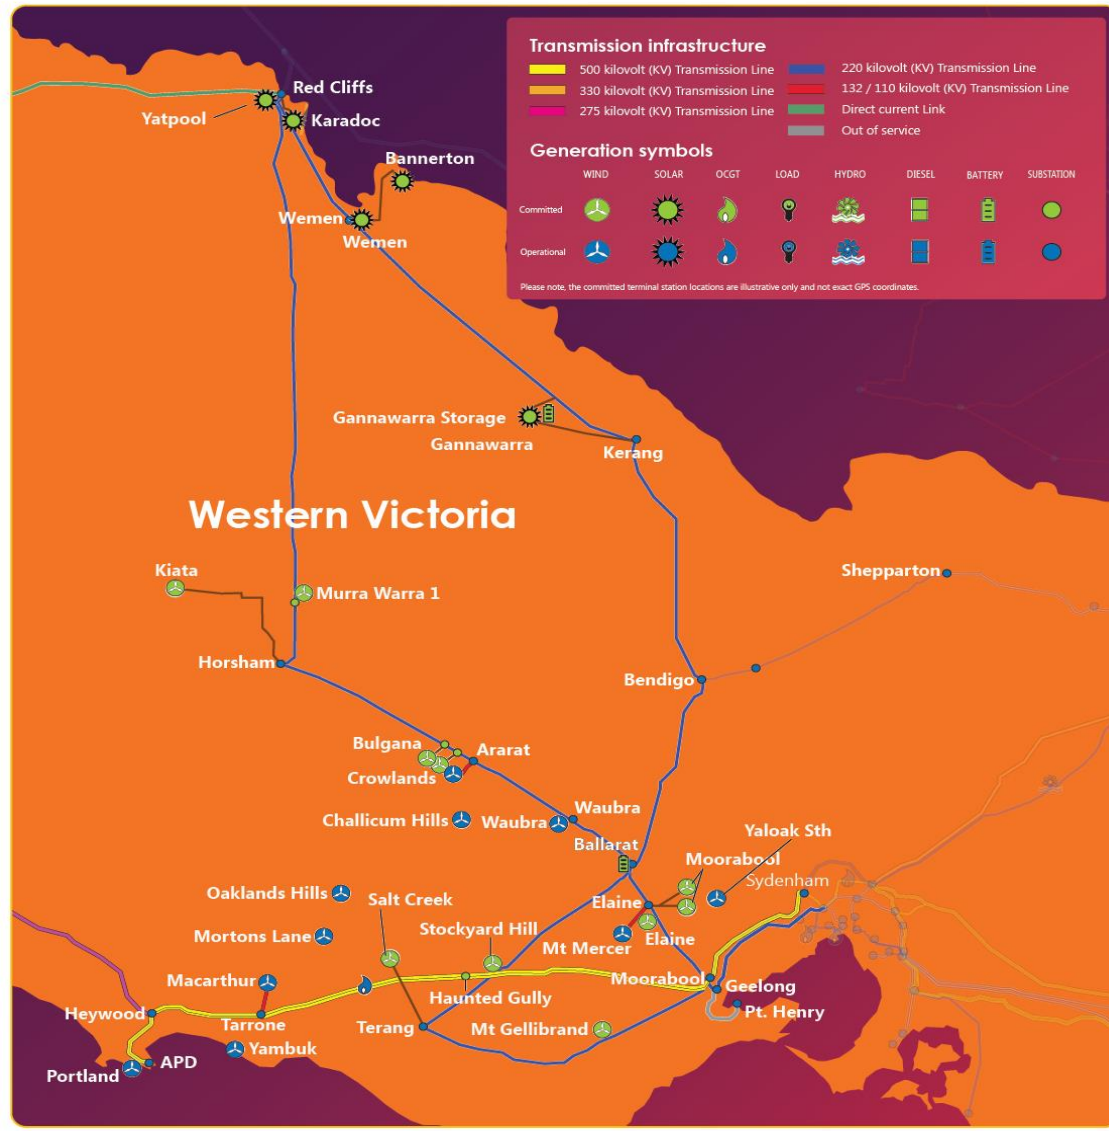 Transmission infrastructure
500 kilovolt (KV) Transmission Line
220 kilovolt (KV) Transmission Line
330 kilovolt (KV) Transmission Line
132 / 110 kilovolt (KV) Transmission Line
275 kilovolt (KV) Transmission Line
Direct current Link
Out of service
Generation symbols
WIND SOLAR OCGT LOAD HYDRO DIESEL BATTERY SUBSTATION
Committed
Operational
Please note, the committed terminal station locations are illustrative only and not exact GPS coordinates.
Red Cliffs
Yatpool
Karadoc
Bannerton
Wemen
Wemen
Gannawarra Storage
Gannawarra
Kerang
Western Victoria
Kiata
Murra Warra 1
Shepparton
Horsham
Bendigo
Bulgana
Ararat
Crowlands
Waubra
Challicum Hills
Waubra
Yaloak Sth
Ballarat
Moorabool
Sydenham
Oaklands Hills
Salt Creek
Elaine
Stockyard Hill
Mortons Lane
Mt Mercer
Elaine
Macarthur
Moorabool
Geelong
Haunted Gully
Heywood
Tarrone
Terang
Mt Gellibrand
Pt. Henry
Yambuk
APD
Portland